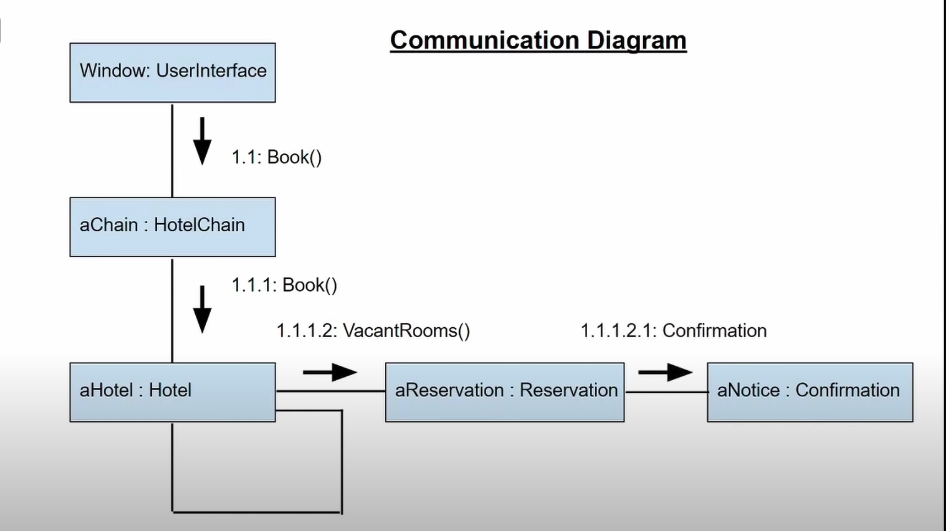 Communication Diagram
Window: UserInterface
1.1: Book()
aChain : HotelChain
1.1.1: Book()
1.1.1.2: VacantRooms()
1.1.1.2.1: Confirmation
aHotel : Hotel
aReservation : Reservation
aNotice : Confirmation